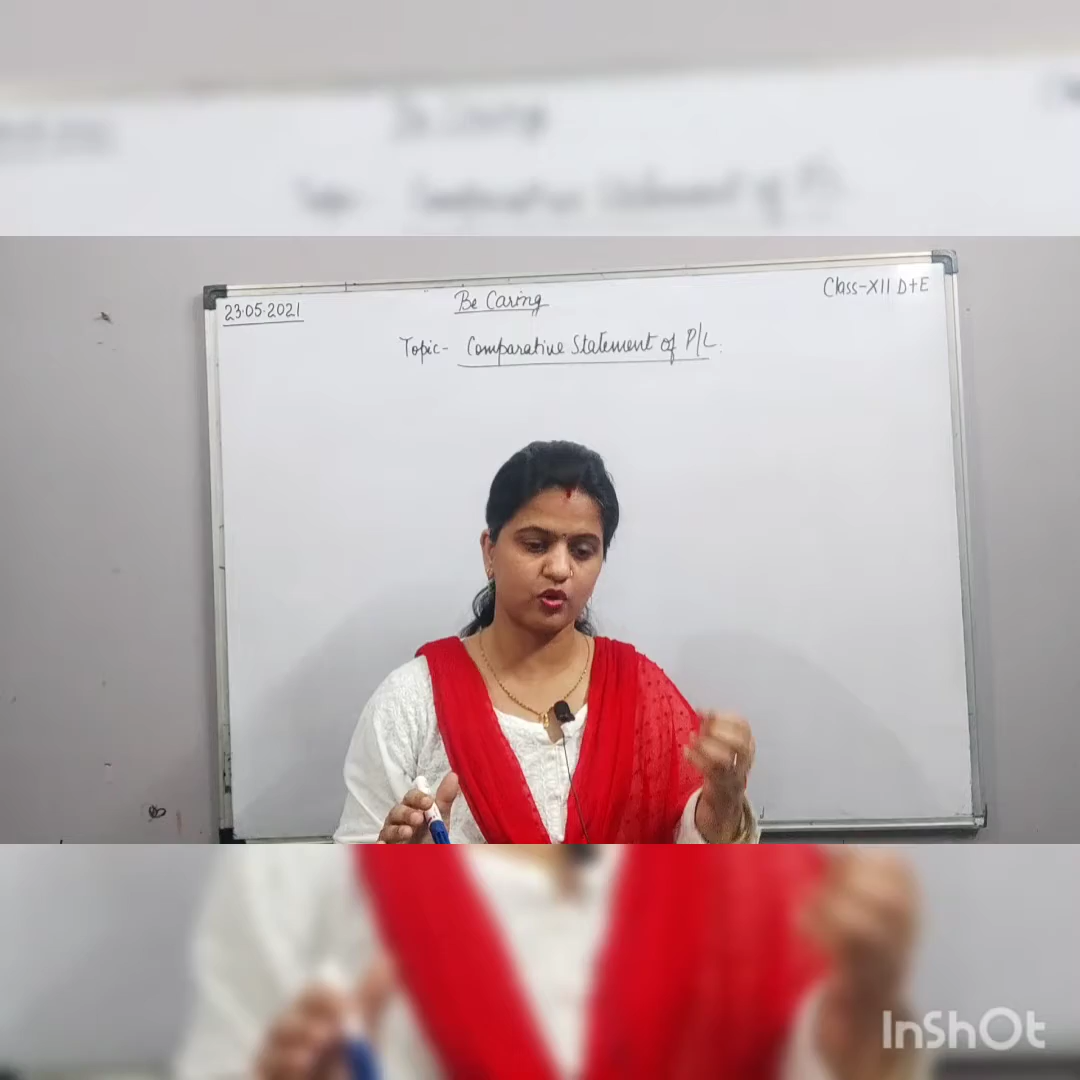 Be Caring
Class-XII D+E
23.05.2021
Topic- Comparative Statement of P/L.
InShOt